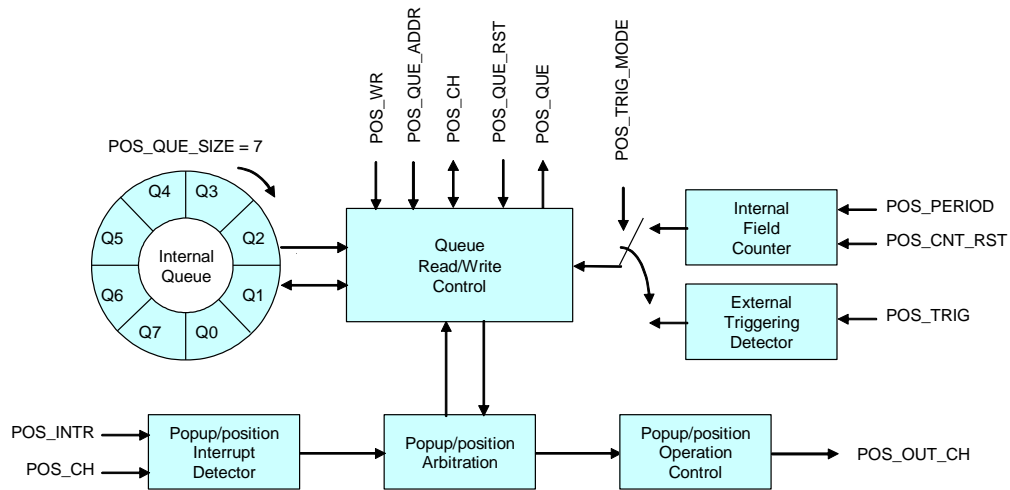 POS_WR
POS_QUE_ADDR
POS_CH
POS_QUE_RST
POS_QUE
POS_TRIG_MODE
POS_QUE_SIZE = 7
Q4
Q3
Q5
Q2
Q6
Q1
Q7
Q0
Internal
Queue
Queue
Read/Write
Control
Internal
Field
Counter
POS_PERIOD
POS_CNT_RST
External
Triggering
Detector
POS_TRIG
POS_INTR
POS_CH
Popup/position
Interrupt
Detector
Popup/position
Arbitration
Popup/position
Operation
Control
POS_OUT_CH